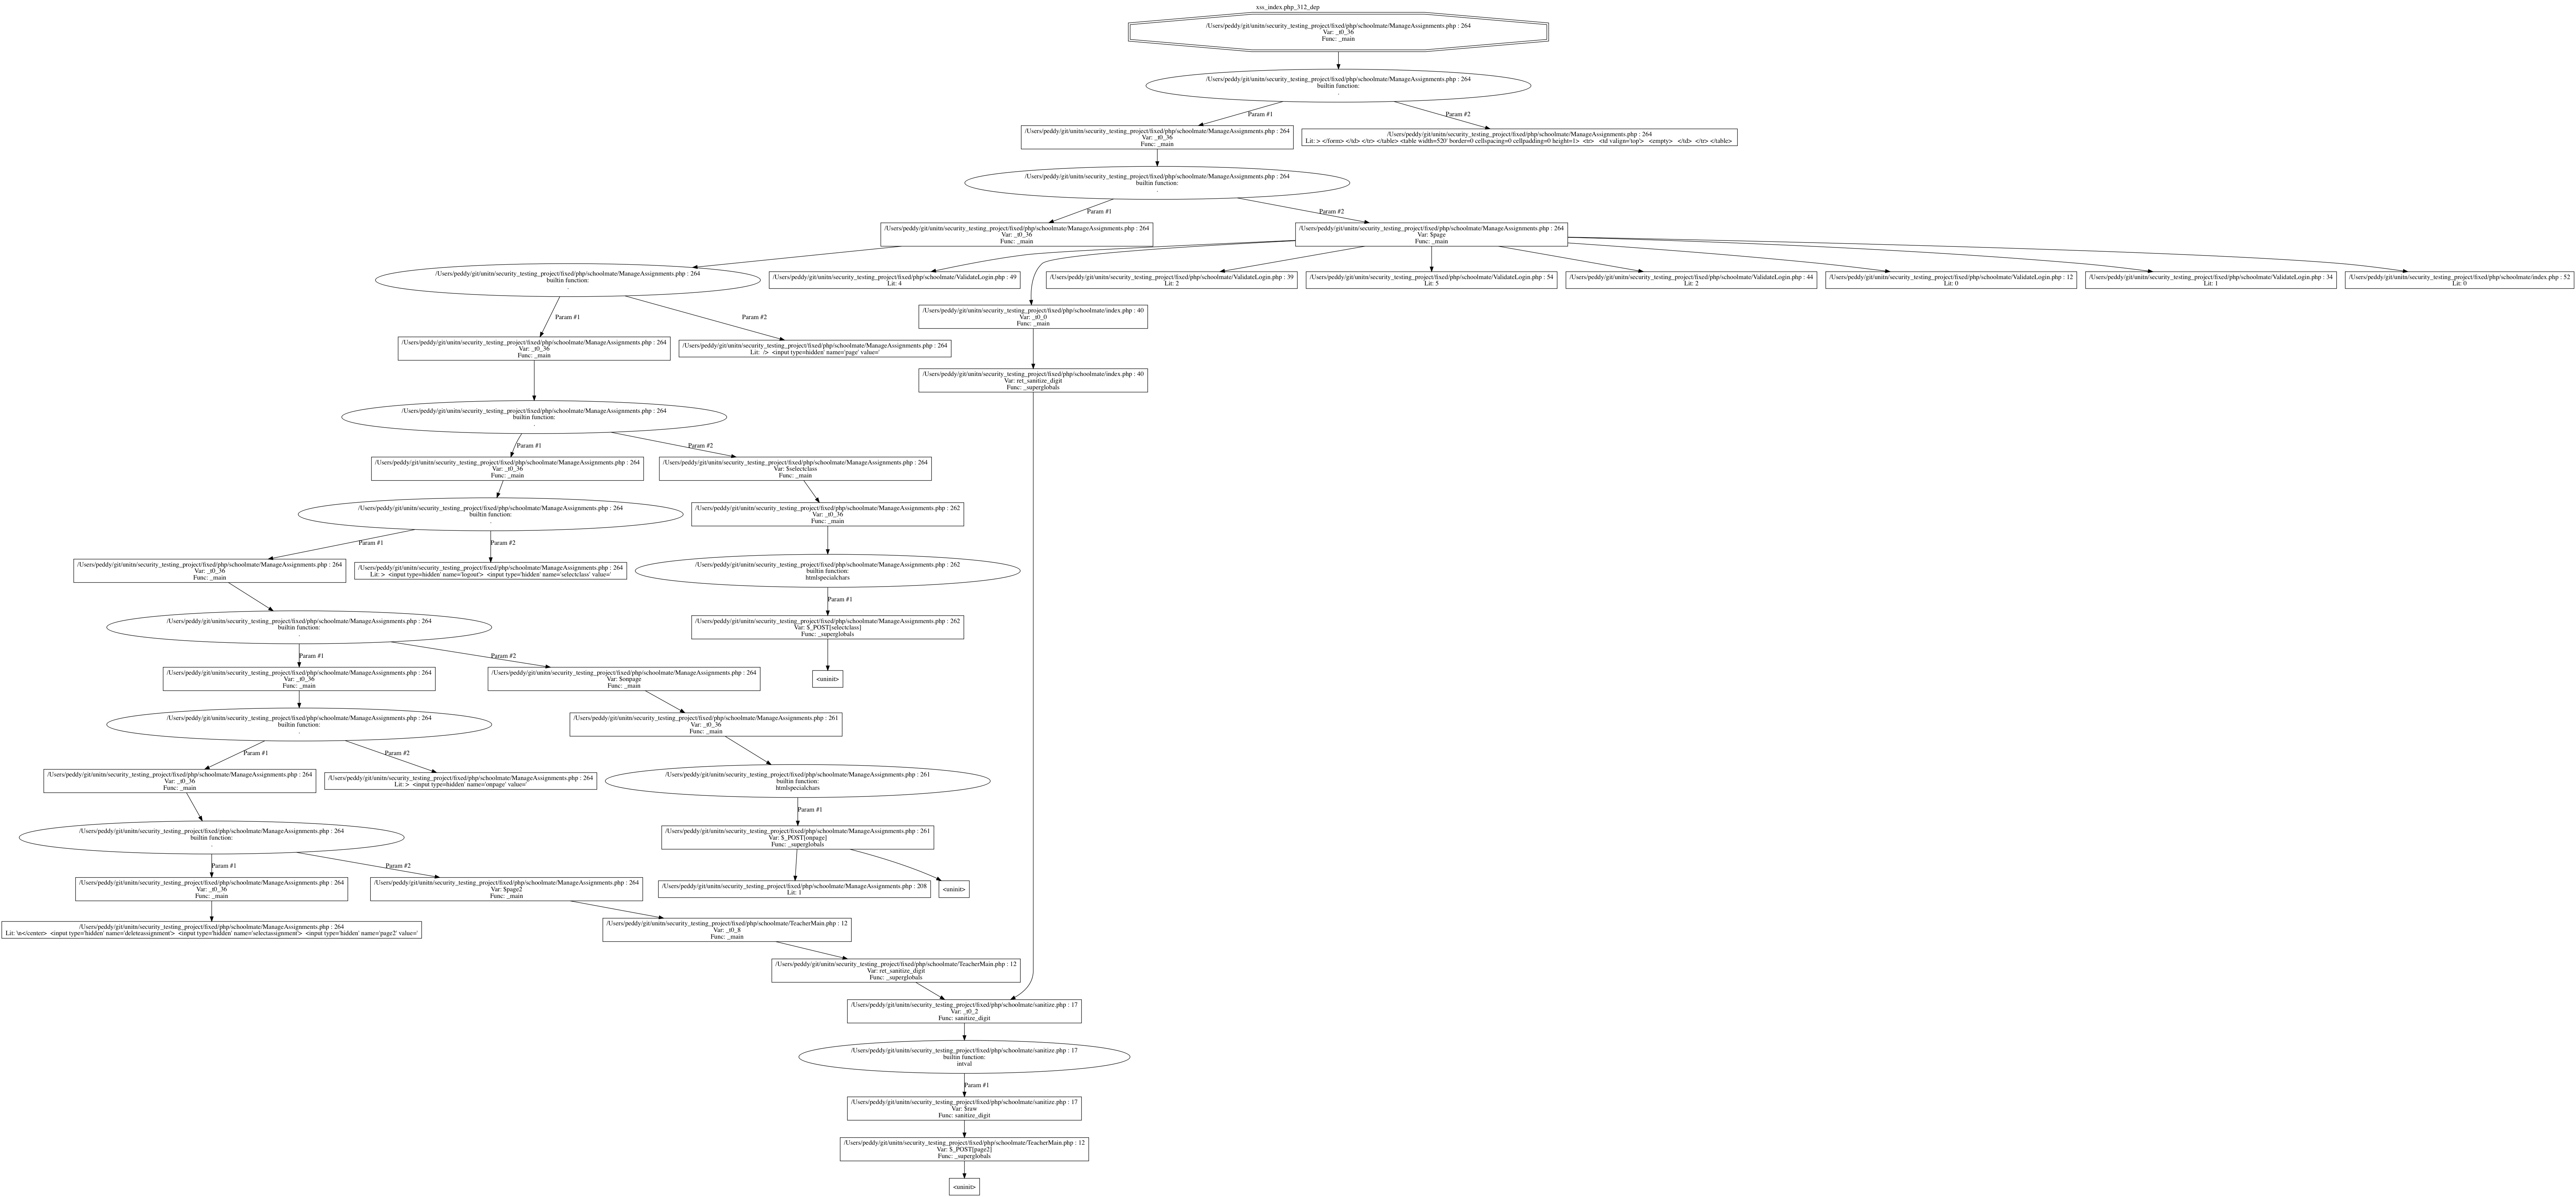 xss_index.php_312_dep
/Users/peddy/git/unitn/security_testing_project/fixed/php/schoolmate/ManageAssignments.php : 264
Var: _t0_36
Func: _main
/Users/peddy/git/unitn/security_testing_project/fixed/php/schoolmate/ManageAssignments.php : 264
builtin function:
.
Param #1
Param #2
/Users/peddy/git/unitn/security_testing_project/fixed/php/schoolmate/ManageAssignments.php : 264
Var: _t0_36
Func: _main
/Users/peddy/git/unitn/security_testing_project/fixed/php/schoolmate/ManageAssignments.php : 264
Lit: > </form> </td> </tr> </table> <table width=520' border=0 cellspacing=0 cellpadding=0 height=1>  <tr>   <td valign='top'>   <empty>   </td>  </tr> </table>
/Users/peddy/git/unitn/security_testing_project/fixed/php/schoolmate/ManageAssignments.php : 264
builtin function:
.
Param #1
Param #2
/Users/peddy/git/unitn/security_testing_project/fixed/php/schoolmate/ManageAssignments.php : 264
Var: _t0_36
Func: _main
/Users/peddy/git/unitn/security_testing_project/fixed/php/schoolmate/ManageAssignments.php : 264
Var: $page
Func: _main
/Users/peddy/git/unitn/security_testing_project/fixed/php/schoolmate/ManageAssignments.php : 264
builtin function:
.
/Users/peddy/git/unitn/security_testing_project/fixed/php/schoolmate/ValidateLogin.php : 49
Lit: 4
/Users/peddy/git/unitn/security_testing_project/fixed/php/schoolmate/ValidateLogin.php : 39
Lit: 2
/Users/peddy/git/unitn/security_testing_project/fixed/php/schoolmate/ValidateLogin.php : 54
Lit: 5
/Users/peddy/git/unitn/security_testing_project/fixed/php/schoolmate/ValidateLogin.php : 44
Lit: 2
/Users/peddy/git/unitn/security_testing_project/fixed/php/schoolmate/ValidateLogin.php : 12
Lit: 0
/Users/peddy/git/unitn/security_testing_project/fixed/php/schoolmate/ValidateLogin.php : 34
Lit: 1
/Users/peddy/git/unitn/security_testing_project/fixed/php/schoolmate/index.php : 52
Lit: 0
Param #1
Param #2
/Users/peddy/git/unitn/security_testing_project/fixed/php/schoolmate/index.php : 40
Var: _t0_0
Func: _main
/Users/peddy/git/unitn/security_testing_project/fixed/php/schoolmate/ManageAssignments.php : 264
Var: _t0_36
Func: _main
/Users/peddy/git/unitn/security_testing_project/fixed/php/schoolmate/ManageAssignments.php : 264
Lit:  />  <input type=hidden' name='page' value='
/Users/peddy/git/unitn/security_testing_project/fixed/php/schoolmate/index.php : 40
Var: ret_sanitize_digit
Func: _superglobals
/Users/peddy/git/unitn/security_testing_project/fixed/php/schoolmate/ManageAssignments.php : 264
builtin function:
.
Param #1
Param #2
/Users/peddy/git/unitn/security_testing_project/fixed/php/schoolmate/ManageAssignments.php : 264
Var: _t0_36
Func: _main
/Users/peddy/git/unitn/security_testing_project/fixed/php/schoolmate/ManageAssignments.php : 264
Var: $selectclass
Func: _main
/Users/peddy/git/unitn/security_testing_project/fixed/php/schoolmate/ManageAssignments.php : 264
builtin function:
.
/Users/peddy/git/unitn/security_testing_project/fixed/php/schoolmate/ManageAssignments.php : 262
Var: _t0_36
Func: _main
Param #1
Param #2
/Users/peddy/git/unitn/security_testing_project/fixed/php/schoolmate/ManageAssignments.php : 264
Var: _t0_36
Func: _main
/Users/peddy/git/unitn/security_testing_project/fixed/php/schoolmate/ManageAssignments.php : 264
Lit: >  <input type=hidden' name='logout'>  <input type='hidden' name='selectclass' value='
/Users/peddy/git/unitn/security_testing_project/fixed/php/schoolmate/ManageAssignments.php : 262
builtin function:
htmlspecialchars
Param #1
/Users/peddy/git/unitn/security_testing_project/fixed/php/schoolmate/ManageAssignments.php : 264
builtin function:
.
/Users/peddy/git/unitn/security_testing_project/fixed/php/schoolmate/ManageAssignments.php : 262
Var: $_POST[selectclass]
Func: _superglobals
Param #1
Param #2
/Users/peddy/git/unitn/security_testing_project/fixed/php/schoolmate/ManageAssignments.php : 264
Var: _t0_36
Func: _main
/Users/peddy/git/unitn/security_testing_project/fixed/php/schoolmate/ManageAssignments.php : 264
Var: $onpage
Func: _main
<uninit>
/Users/peddy/git/unitn/security_testing_project/fixed/php/schoolmate/ManageAssignments.php : 264
builtin function:
.
/Users/peddy/git/unitn/security_testing_project/fixed/php/schoolmate/ManageAssignments.php : 261
Var: _t0_36
Func: _main
Param #1
Param #2
/Users/peddy/git/unitn/security_testing_project/fixed/php/schoolmate/ManageAssignments.php : 264
Var: _t0_36
Func: _main
/Users/peddy/git/unitn/security_testing_project/fixed/php/schoolmate/ManageAssignments.php : 264
Lit: >  <input type=hidden' name='onpage' value='
/Users/peddy/git/unitn/security_testing_project/fixed/php/schoolmate/ManageAssignments.php : 261
builtin function:
htmlspecialchars
Param #1
/Users/peddy/git/unitn/security_testing_project/fixed/php/schoolmate/ManageAssignments.php : 264
builtin function:
.
/Users/peddy/git/unitn/security_testing_project/fixed/php/schoolmate/ManageAssignments.php : 261
Var: $_POST[onpage]
Func: _superglobals
Param #1
Param #2
/Users/peddy/git/unitn/security_testing_project/fixed/php/schoolmate/ManageAssignments.php : 264
Var: _t0_36
Func: _main
/Users/peddy/git/unitn/security_testing_project/fixed/php/schoolmate/ManageAssignments.php : 264
Var: $page2
Func: _main
/Users/peddy/git/unitn/security_testing_project/fixed/php/schoolmate/ManageAssignments.php : 208
Lit: 1
<uninit>
/Users/peddy/git/unitn/security_testing_project/fixed/php/schoolmate/ManageAssignments.php : 264
Lit: \n</center>  <input type='hidden' name='deleteassignment'>  <input type='hidden' name='selectassignment'>  <input type='hidden' name='page2' value='
/Users/peddy/git/unitn/security_testing_project/fixed/php/schoolmate/TeacherMain.php : 12
Var: _t0_8
Func: _main
/Users/peddy/git/unitn/security_testing_project/fixed/php/schoolmate/TeacherMain.php : 12
Var: ret_sanitize_digit
Func: _superglobals
/Users/peddy/git/unitn/security_testing_project/fixed/php/schoolmate/sanitize.php : 17
Var: _t0_2
Func: sanitize_digit
/Users/peddy/git/unitn/security_testing_project/fixed/php/schoolmate/sanitize.php : 17
builtin function:
intval
Param #1
/Users/peddy/git/unitn/security_testing_project/fixed/php/schoolmate/sanitize.php : 17
Var: $raw
Func: sanitize_digit
/Users/peddy/git/unitn/security_testing_project/fixed/php/schoolmate/TeacherMain.php : 12
Var: $_POST[page2]
Func: _superglobals
<uninit>